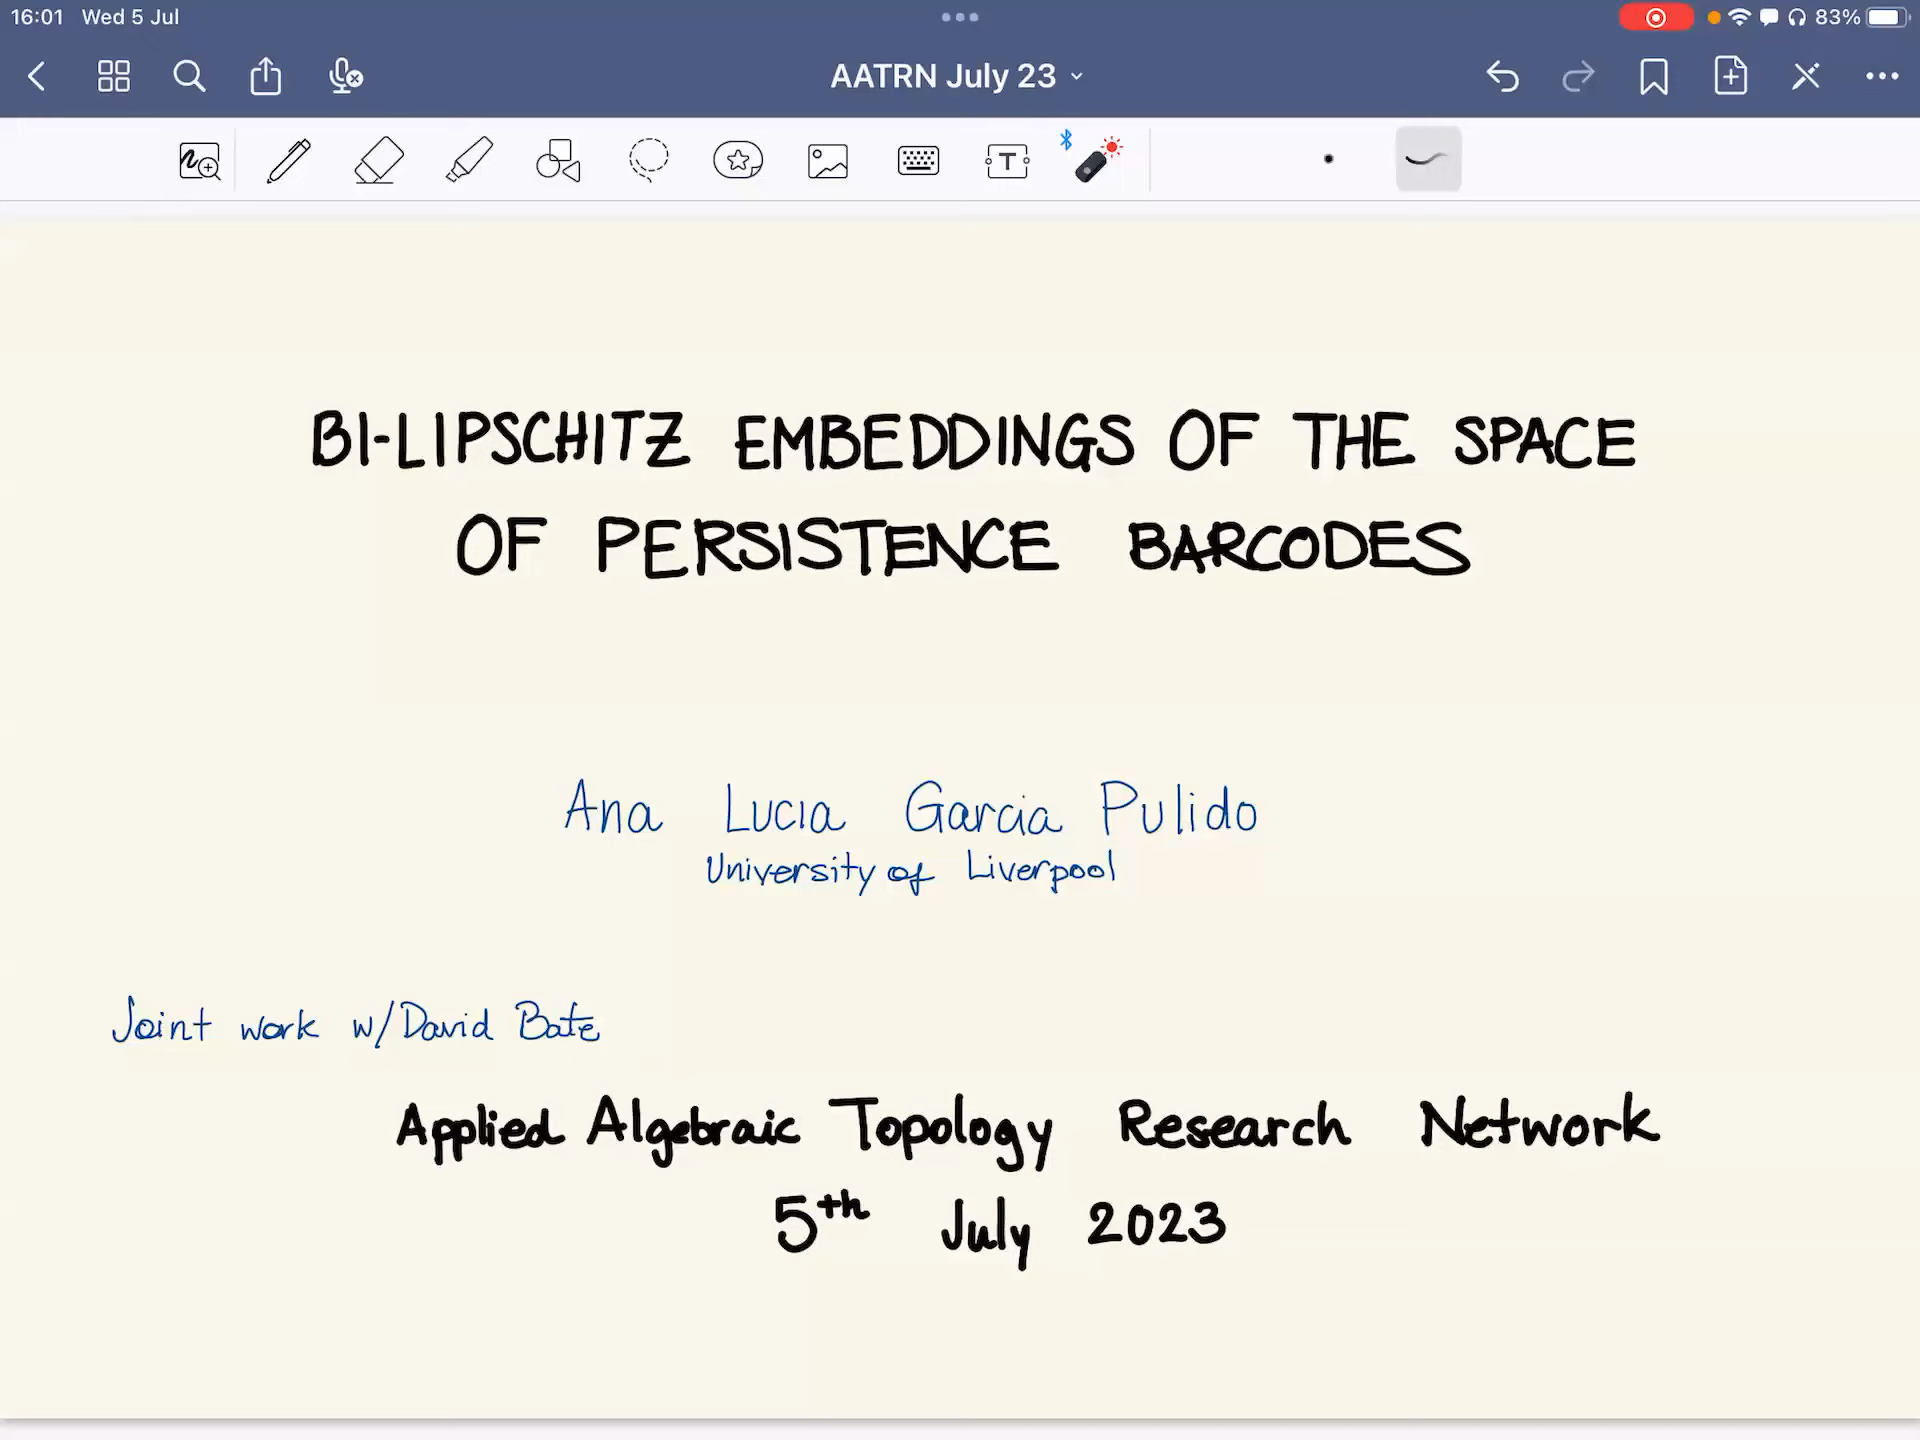 16:01 Wed 5 Jul 83%
AATRN July 23
T
BI-LIPSCHITZ EMBEDDINGS OF THE SPACE
OF PERSISTENCE BARCODES
Ana Lucia Garcia Pulido
University of Liverpool
Joint work w/David Bate
Applied Algebraic Topology Research Network
5th July 2023